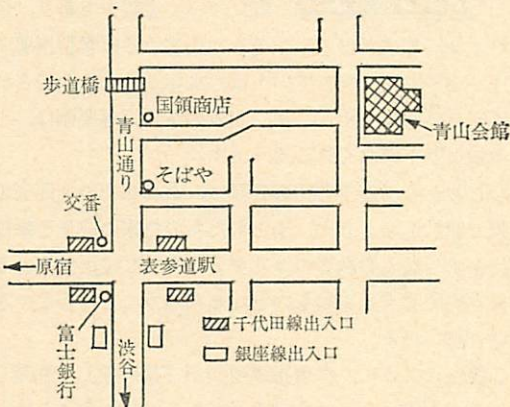 歩道橋
国領商店
青山会館
青山通り
そばや
交番
原宿
表参道駅
富士銀行
渋谷
千代田線出入口
銀座線出入口